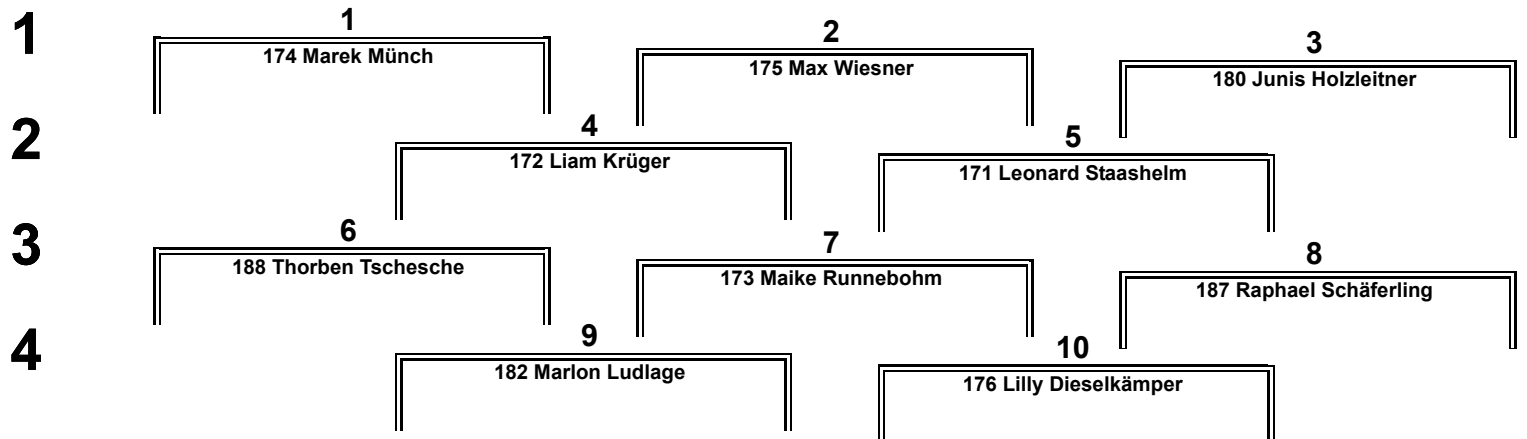 1
1
2
3
174 Marek Münch
175 Max Wiesner
180 Junis Holzleitner
2
4
5
172 Liam Krüger
171 Leonard Staashelm
3
6
7
8
188 Thorben Tschesche
173 Maike Runnebohm
187 Raphael Schäferling
4
9
10
182 Marlon Ludlage
176 Lilly Dieselkämper